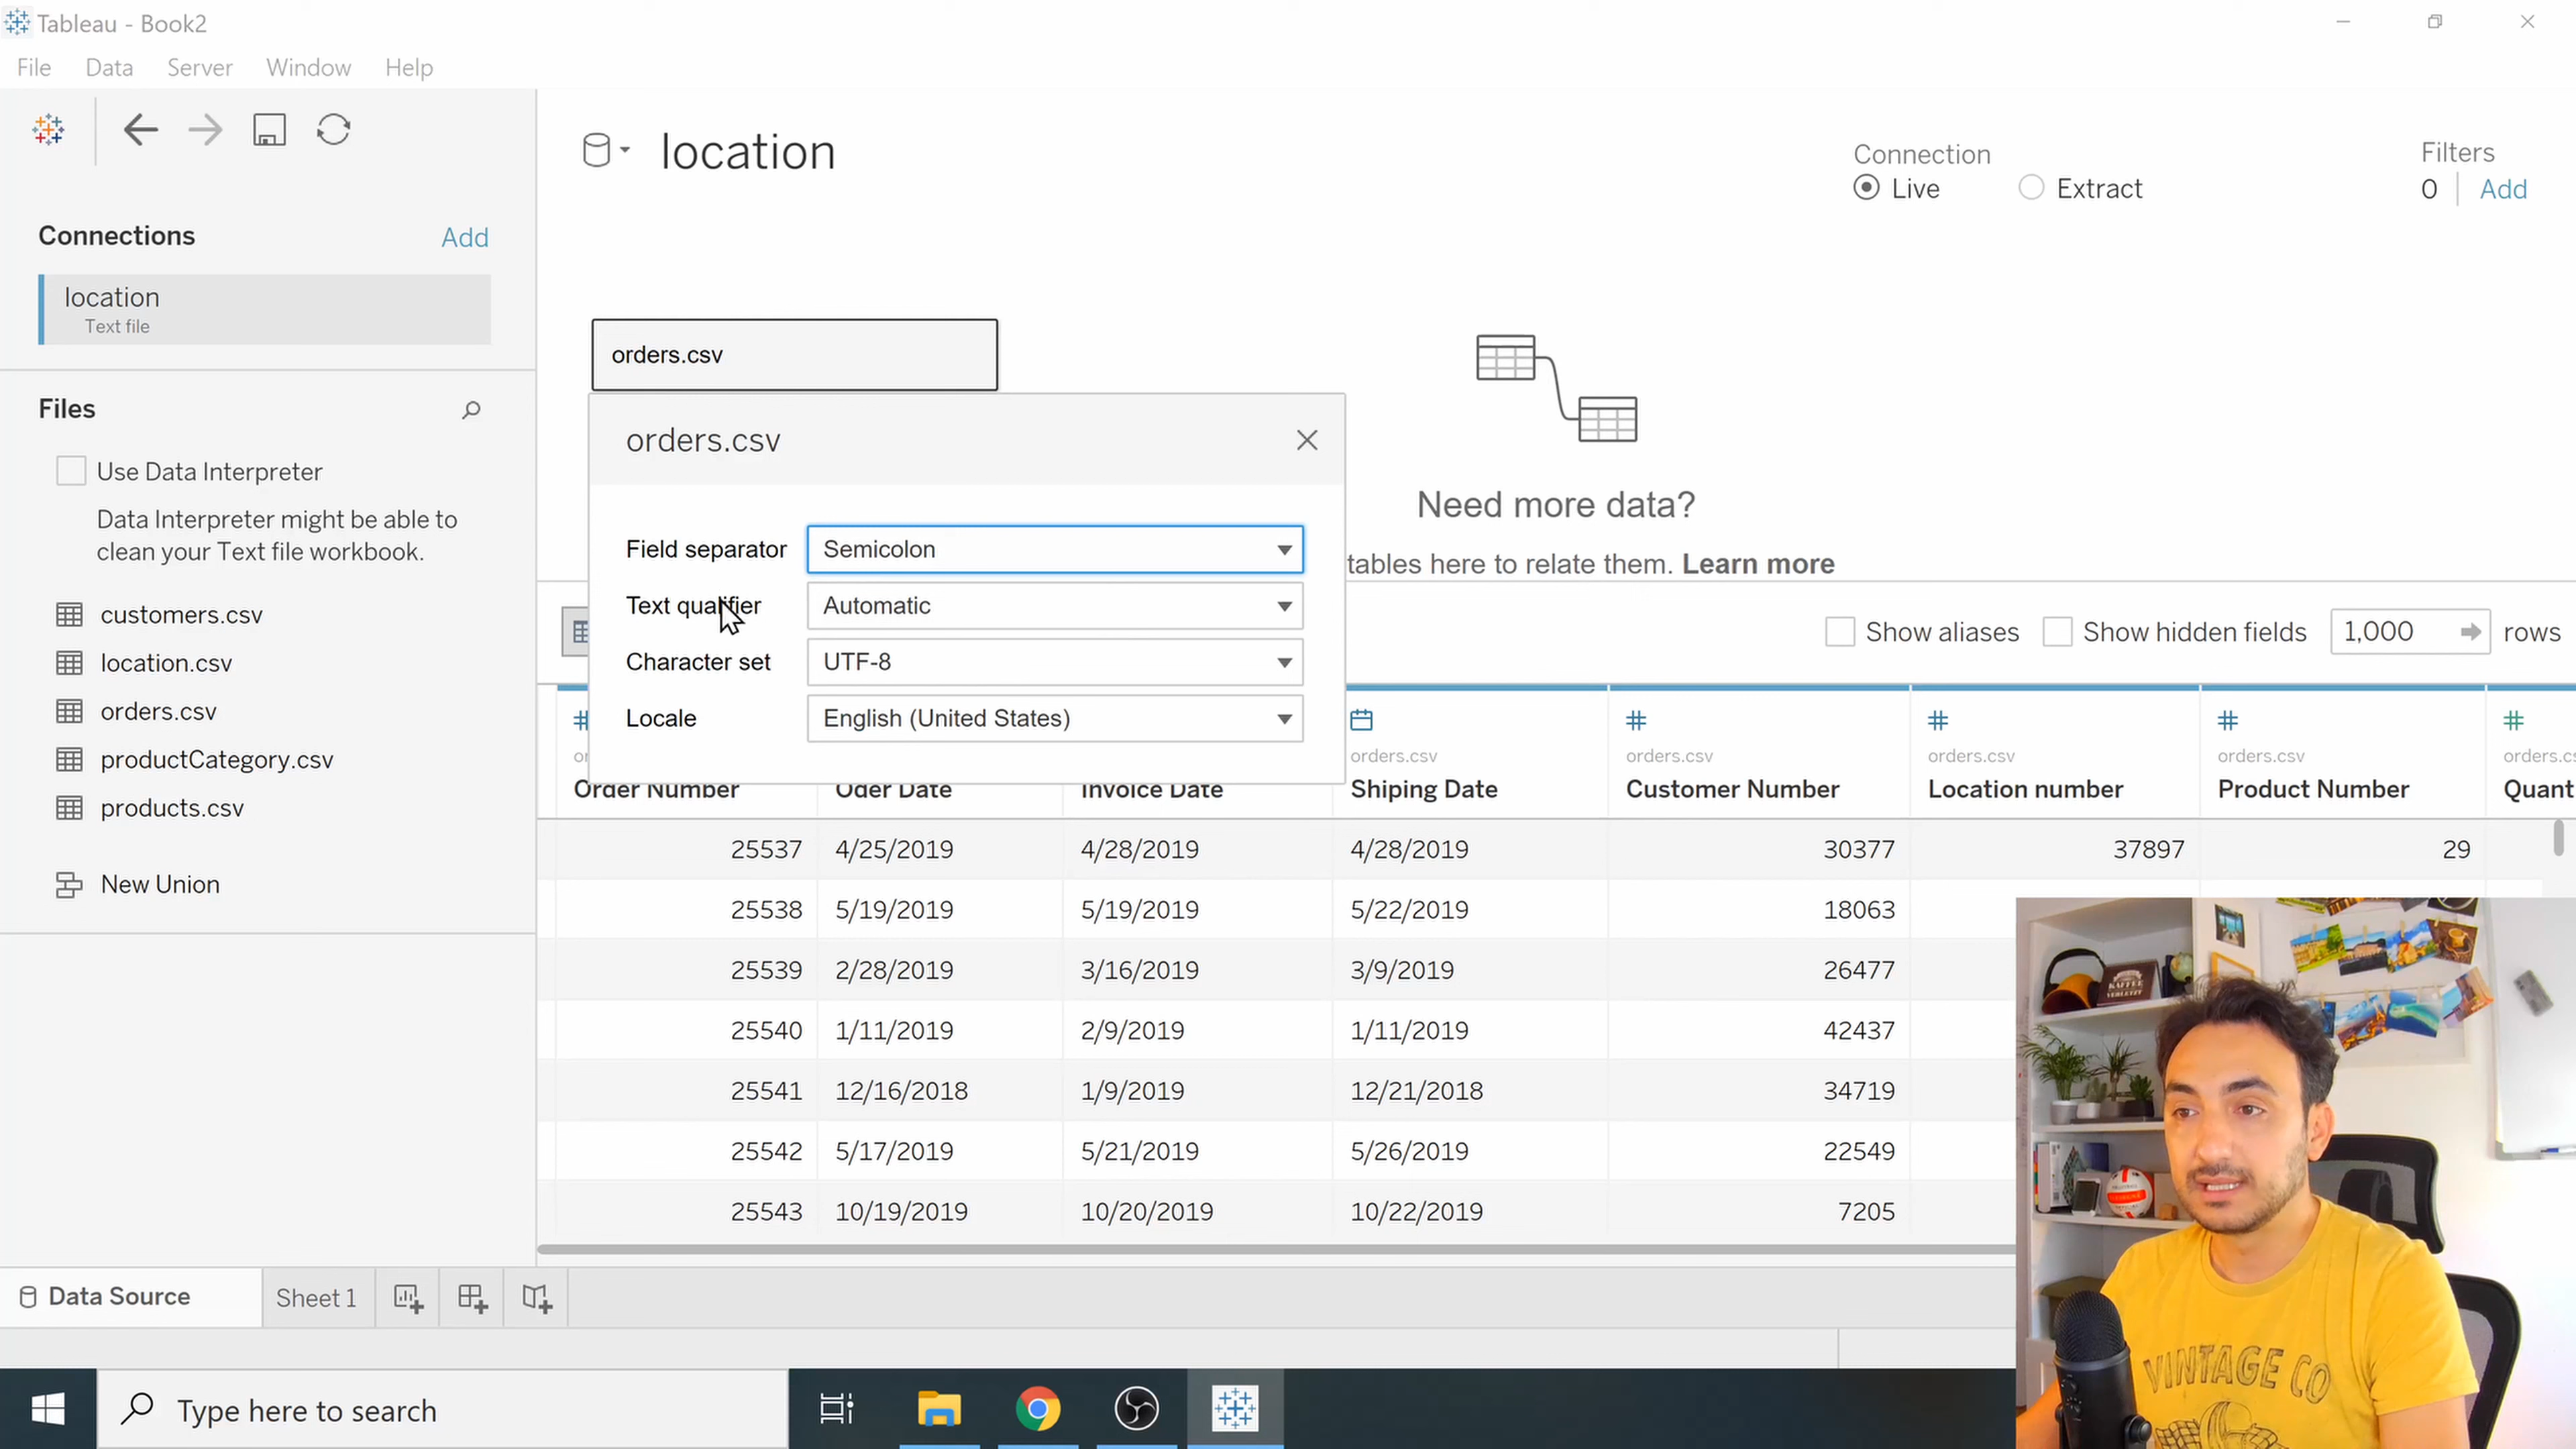 Tableau - Book2
File Data Server Window Help
location
Connection
Live Extract
Filters
0 Add
Connections Add
location
Text file
Files
Use Data Interpreter
Data Interpreter might be able to
clean your Text file workbook.
customers.csv
location.csv
orders.csv
productCategory.csv
products.csv
New Union
orders.csv
orders.csv
Field separator Semicolon
Text qualifier Automatic
Character set UTF-8
Locale English (United States)
Need more data?
tables here to relate them. Learn more
Show aliases Show hidden fields 1,000 rows
orders.csv orders.csv orders.csv orders.csv
Order Number Oder Date Invoice Date Shiping Date Customer Number Location number Product Number Quant
25537 4/25/2019 4/28/2019 4/28/2019 30377 37897 29
25538 5/19/2019 5/19/2019 5/22/2019 18063
25539 2/28/2019 3/16/2019 3/9/2019 26477
25540 1/11/2019 2/9/2019 1/11/2019 42437
25541 12/16/2018 1/9/2019 12/21/2018 34719
25542 5/17/2019 5/21/2019 5/26/2019 22549
25543 10/19/2019 10/20/2019 10/22/2019 7205
Data Source Sheet 1
Type here to search
VINTAGE CO